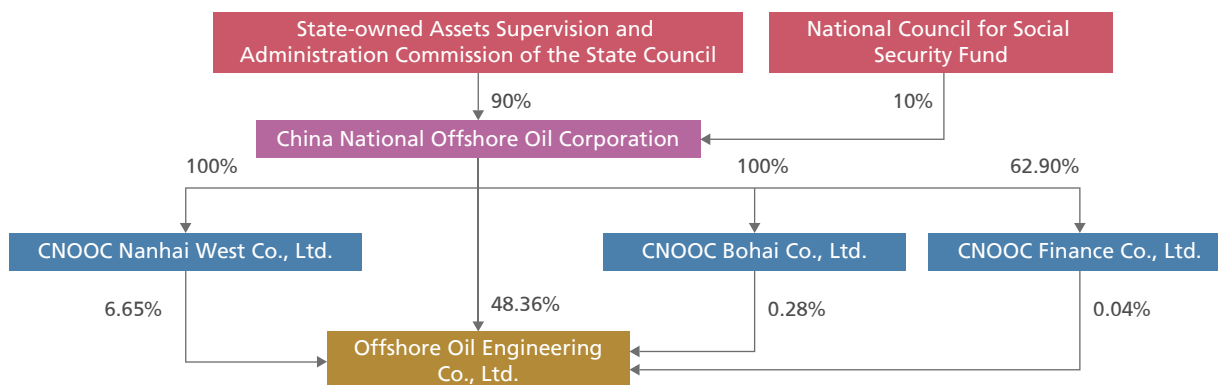 State-owned Assets Supervision and
Administration Commission of the State Council
National Council for Social
Security Fund
90%
10%
China National Offshore Oil Corporation
100%
100%
62.90%
CNOOC Nanhai West Co., Ltd.
CNOOC Bohai Co., Ltd.
CNOOC Finance Co., Ltd.
6.65%
48.36%
0.28%
0.04%
Offshore Oil Engineering
Co., Ltd.